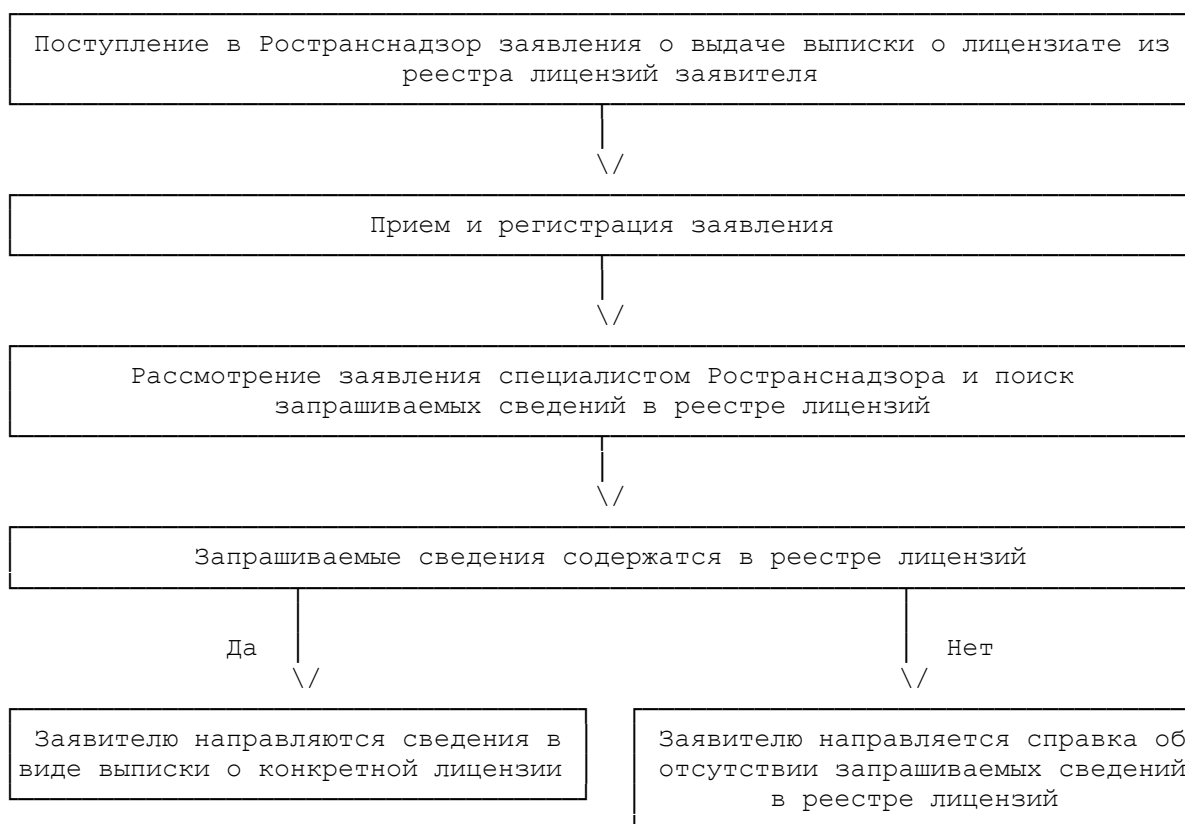 Поступление в Ространснадзор заявления о выдаче выписки о лицензиате из
реестра лицензий заявителя
Прием и регистрация заявления
Рассмотрение заявления специалистом Ространснадзора и поиск
запрашиваемых сведений в реестре лицензий
Запрашиваемые сведения содержатся в реестре лицензий
Да
Нет
Заявителю направляются сведения в
виде выписки о конкретной лицензии
Заявителю направляется справка об
отсутствии запрашиваемых сведений
в реестре лицензий